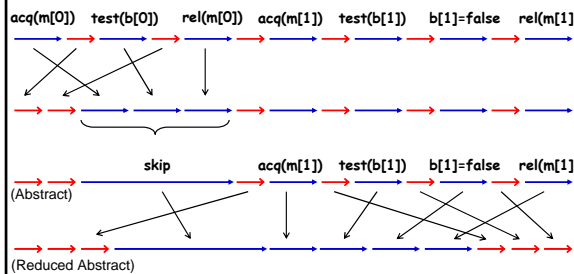 acq(m[0]) test(b[0]) rel(m[0]) acq(m[1]) test(b[1]) b[1]=false rel(m[1]
skip acq(m[1]) test(b[1]) b[1]=false rel(m[1]
(Abstract)
(Reduced Abstract)